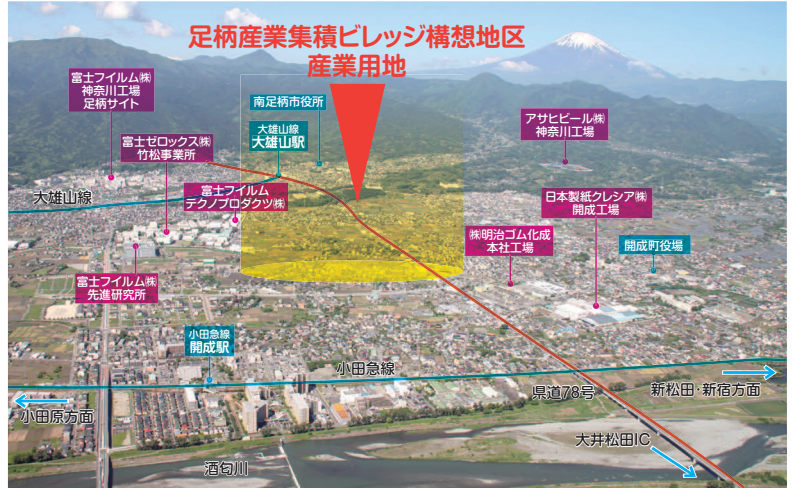 足柄産業集積ビレッジ構想地区
産業用地
富士フイルム㈱
神奈川工場
足柄サイト
南足柄市役所
アサヒビール㈱
神奈川工場
富士ゼロックス㈱
竹松事業所
大雄山線
大雄山駅
大雄山線
富士フイルム
テクノプロダクツ㈱
日本製紙クレシア㈱
開成工場
㈱明治ゴム化成
本社工場
開成町役場
富士フイルム㈱
先進研究所
小田急線
開成駅
小田急線
県道78号
新松田・新宿方面
小田原方面
大井松田IC
酒匂川